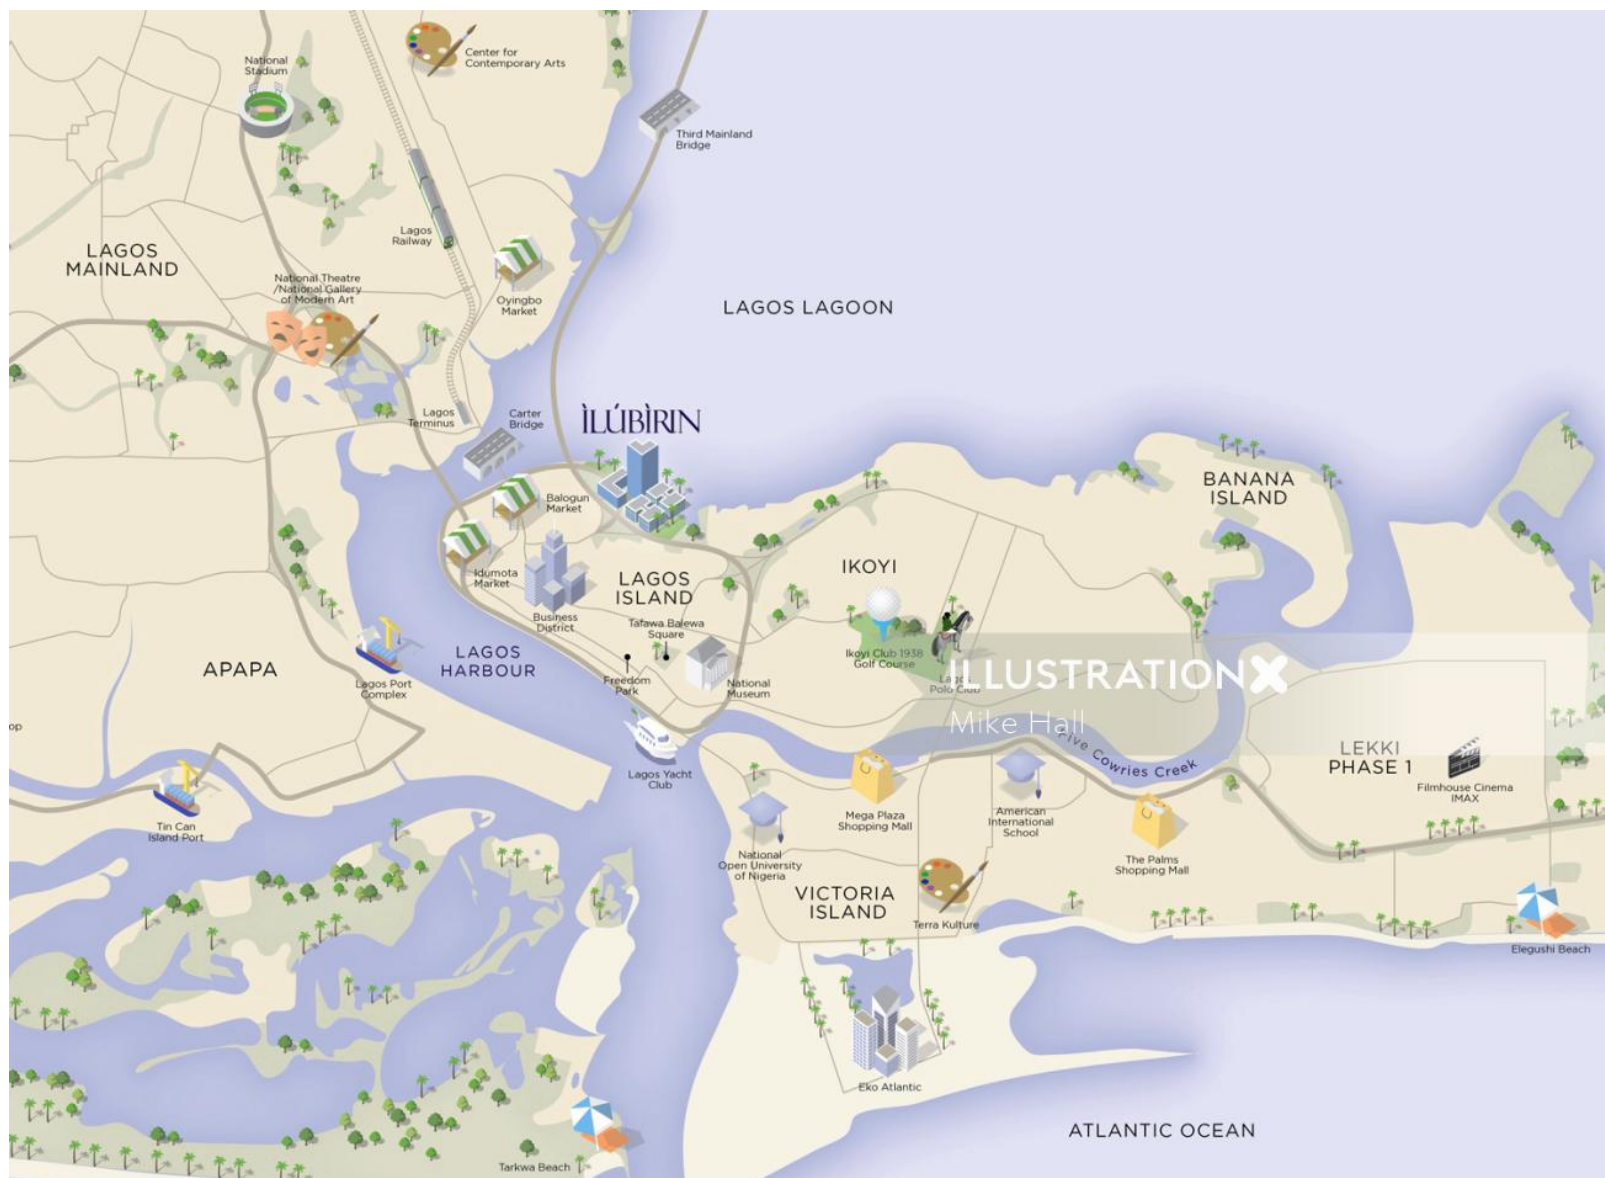 Center for
Contemporary Arts
National
Stadium
Third Mainland
Bridge
Lagos
Railway
LAGOS
MAINLAND
National Theatre
/National Gallery
of Modern Art
Oyingbo
Market
LAGOS LAGOON
Lagos
Terminus
Carter
Bridge
ÌLÚBÌRIN
BANANA
ISLAND
Balogun
Market
IKOYI
Idumota
Market
LAGOS
ISLAND
Business
District
Tafawa Balewa
Square
LAGOS
HARBOUR
APAPA
Lagos Port
Complex
Freedom
Park
National
Museum
Ikoyi Club 1938
Golf Course
Lagos
Polo Club
ILLUSTRATIONX
Mike Hall
op
Five Cowries Creek
LEKKI
PHASE 1
Filmhouse Cinema
IMAX
Lagos Yacht
Club
Tin Can
Island Port
Mega Plaza
Shopping Mall
American
International
School
National
Open University
of Nigeria
The Palms
Shopping Mall
VICTORIA
ISLAND
Terra Kulture
Elegushi Beach
Eko Atlantic
ATLANTIC OCEAN
Tarkwa Beach